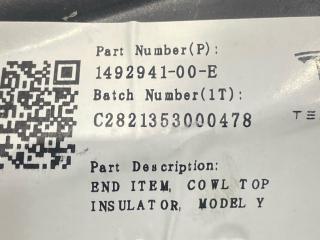 Part Number(P):
1492941-00-E
Batch Number(1T):
C2821353000478
Part Description:
END ITEM, COWL TOP
INSULATOR, MODEL Y